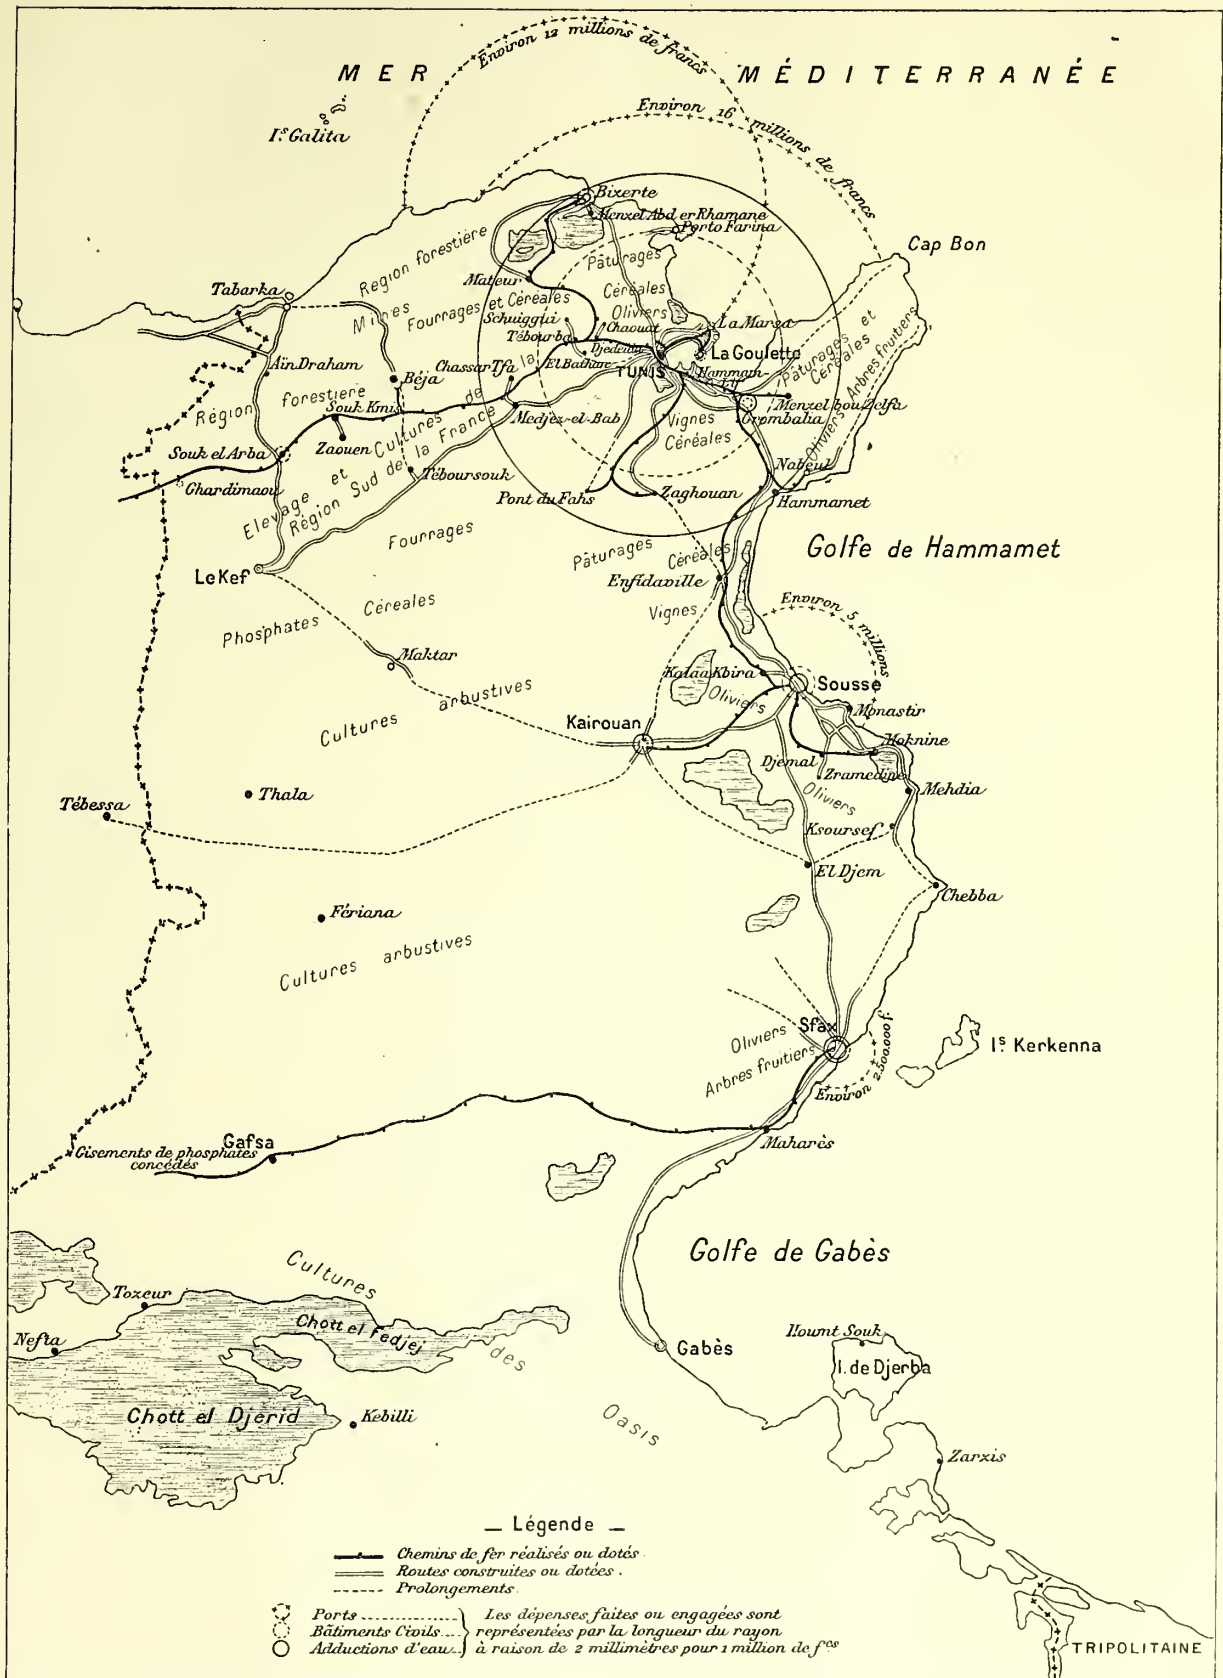 Environ 12 millions de francs
MER MÉDITERRANÉE
Environ 16 millions de francs
Is. Galita
Bizerte
Menzel Abd er Rhamane
Porto Farina
Cap Bon
Région forestière
Pâturages
Mateur
Tabarka
Mines
Fourrages et Céréales
Céréales
Oliviers
Schuiggui
Chaouat
La Marsa
Tébourba
Djedeida
La Goulette
Pâturages et
Céréales
Oliviers Arbres fruitiers
Aïn Draham
Chassar Tfa
El Bathan
TUNIS
Hammam-
Lif
Béja
Menzel bou Zelfa
Région forestière
Souk Kmis
Cultures de la
Medjez-el-Bab
Vignes
Céréales
Grombalia
Zaouen
Souk el Arba
Nabeul
Ghardimaou
Téboursouk
Elevage et
Région Sud de la France
Pont du Fahs
Zaghouan
Hammamet
Fourrages
Pâturages
Céréales
Golfe de Hammamet
Le Kef
Enfidaville
Céreales
Vignes
Environ 5 millions
Phosphates
Maktar
Kalaa Kbira
Sousse
Oliviers
Cultures arbustives
Kairouan
Monastir
Moknine
Djemal
Zramedine
Thala
Oliviers
Mehdia
Tébessa
Ksoursef
El Djem
Chebba
Fériana
Cultures arbustives
Sfax
Oliviers
Arbres fruitiers
Environ 2.500.000 f.
Is. Kerkenna
Gafsa
Gisements de phosphates
concédés
Maharès
Golfe de Gabès
Cultures
des
Oasis
Tozeur
Chott el Fedjej
Nefta
Gabès
Houmt Souk
I. de Djerba
Chott el Djerid
Kebilli
Zarxis
— Légende —
Chemins de fer réalisés ou dotés.
Routes construites ou dotées.
Prolongements.
Ports ............... Les dépenses faites ou engagées sont
Bâtiments Civils.... représentées par la longueur du rayon
Adductions d'eau... à raison de 2 millimètres pour 1 million de fcs
TRIPOLITAINE